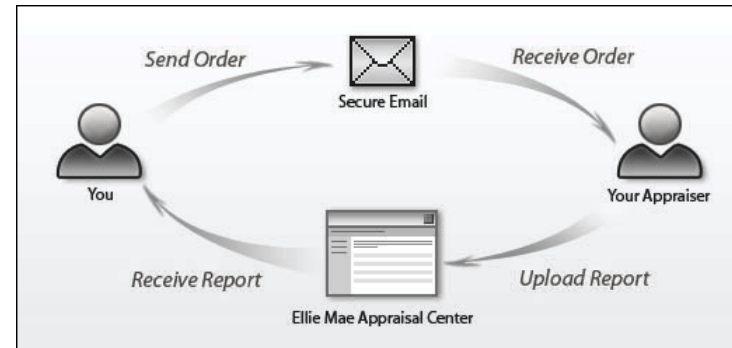 Send Order
Receive Order
Secure Email
You
Your Appraiser
Receive Report
Upload Report
Ellie Mae Appraisal Center